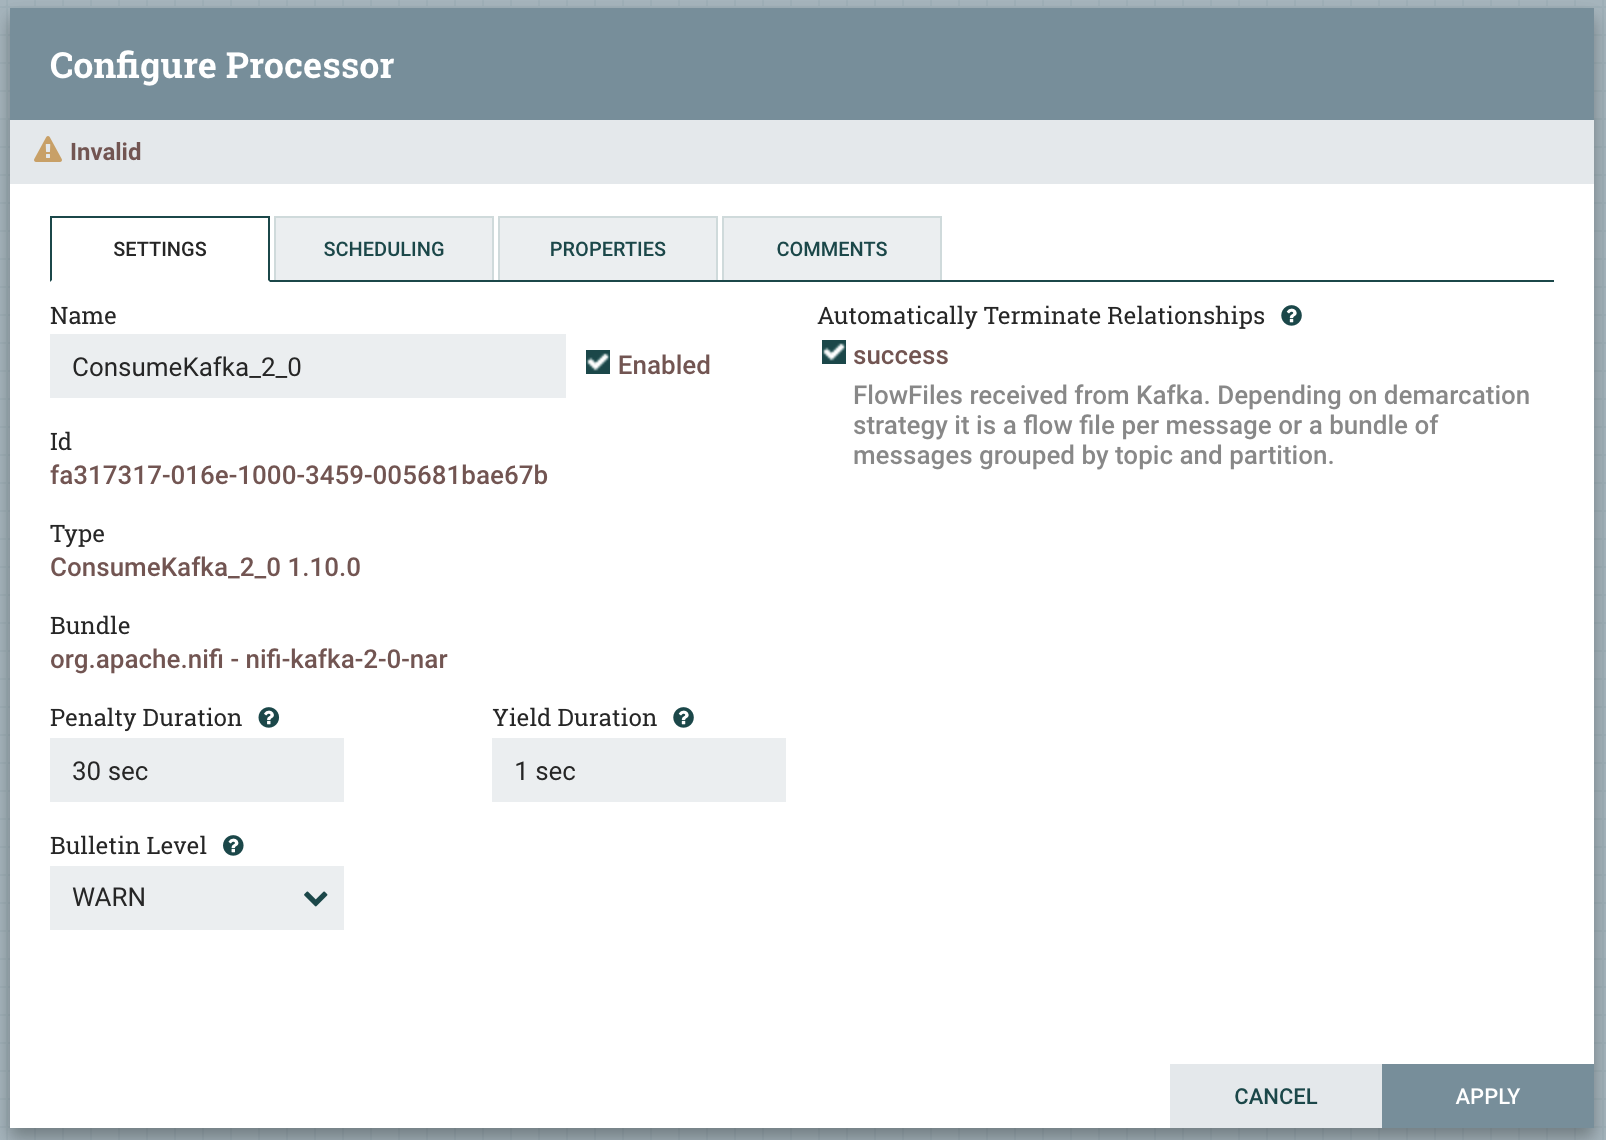 Configure Processor
Invalid
SETTINGS
SCHEDULING
PROPERTIES
COMMENTS
Name
ConsumeKafka_2_0
Enabled
Id
fa317317-016e-1000-3459-005681bae67b
Type
ConsumeKafka_2_0 1.10.0
Bundle
org.apache.nifi - nifi-kafka-2-0-nar
Penalty Duration
30 sec
Yield Duration
1 sec
Bulletin Level
WARN
Automatically Terminate Relationships
success
FlowFiles received from Kafka. Depending on demarcation
strategy it is a flow file per message or a bundle of
messages grouped by topic and partition.
CANCEL
APPLY